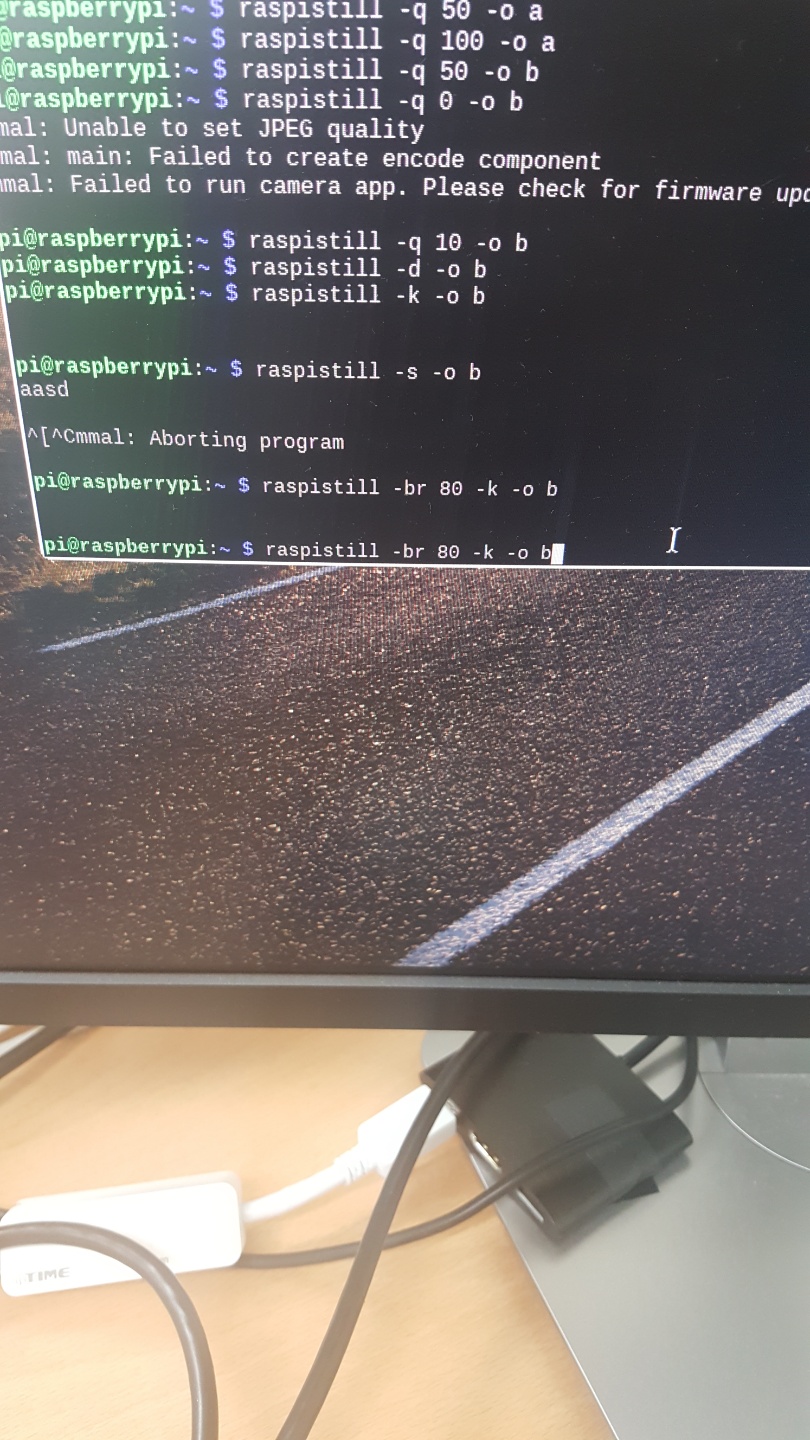 @raspberrypi:~ $ raspistill -q 50 -o a
@raspberrypi:~ $ raspistill -q 100 -o a
i@raspberrypi:~ $ raspistill -q 50 -o b
i@raspberrypi:~ $ raspistill -q 0 -o b
mal: Unable to set JPEG quality
mal: main: Failed to create encode component
mmal: Failed to run camera app. Please check for firmware upd
pi@raspberrypi:~ $ raspistill -q 10 -o b
pi@raspberrypi:~ $ raspistill -d -o b
pi@raspberrypi:~ $ raspistill -k -o b
pi@raspberrypi:~ $ raspistill -s -o b
aasd
^[^Cmmal: Aborting program
pi@raspberrypi:~ $ raspistill -br 80 -k -o b
pi@raspberrypi:~ $ raspistill -br 80 -k -o b
TIME